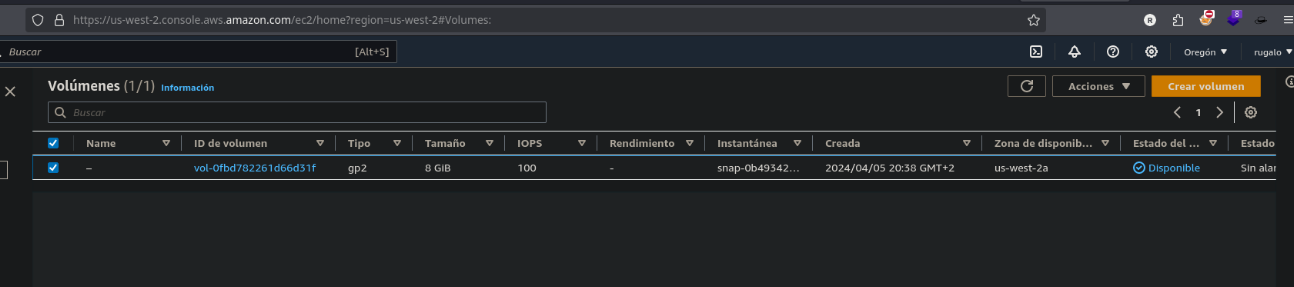 https://us-west-2.console.aws.amazon.com/ec2/home?region=us-west-2#Volumes:
R 8
Buscar [Alt+S] Oregón rugalo
Volúmenes (1/1) Información Acciones Crear volumen
Buscar 1
Name ID de volumen Tipo Tamaño IOPS Rendimiento Instantánea Creada Zona de disponib... Estado del ... Estado
– vol-0fbd782261d66d31f gp2 8 GiB 100 - snap-0b49342... 2024/04/05 20:38 GMT+2 us-west-2a Disponible Sin alar